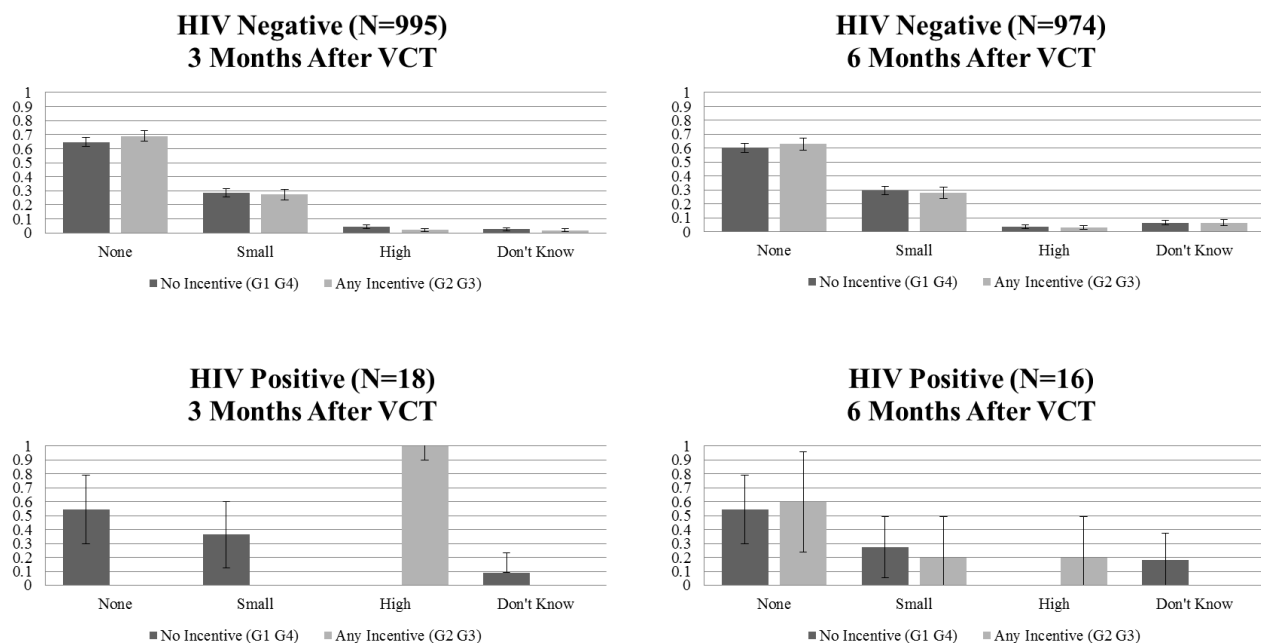 HIV Negative (N=995)
3 Months After VCT
1
0.9
0.8
0.7
0.6
0.5
0.4
0.3
0.2
0.1
0
None Small High Don't Know
No Incentive (G1 G4) Any Incentive (G2 G3)
HIV Negative (N=974)
6 Months After VCT
1
0.9
0.8
0.7
0.6
0.5
0.4
0.3
0.2
0.1
0
None Small High Don't Know
No Incentive (G1 G4) Any Incentive (G2 G3)
HIV Positive (N=18)
3 Months After VCT
1
0.9
0.8
0.7
0.6
0.5
0.4
0.3
0.2
0.1
0
None Small High Don't Know
No Incentive (G1 G4) Any Incentive (G2 G3)
HIV Positive (N=16)
6 Months After VCT
1
0.9
0.8
0.7
0.6
0.5
0.4
0.3
0.2
0.1
0
None Small High Don't Know
No Incentive (G1 G4) Any Incentive (G2 G3)